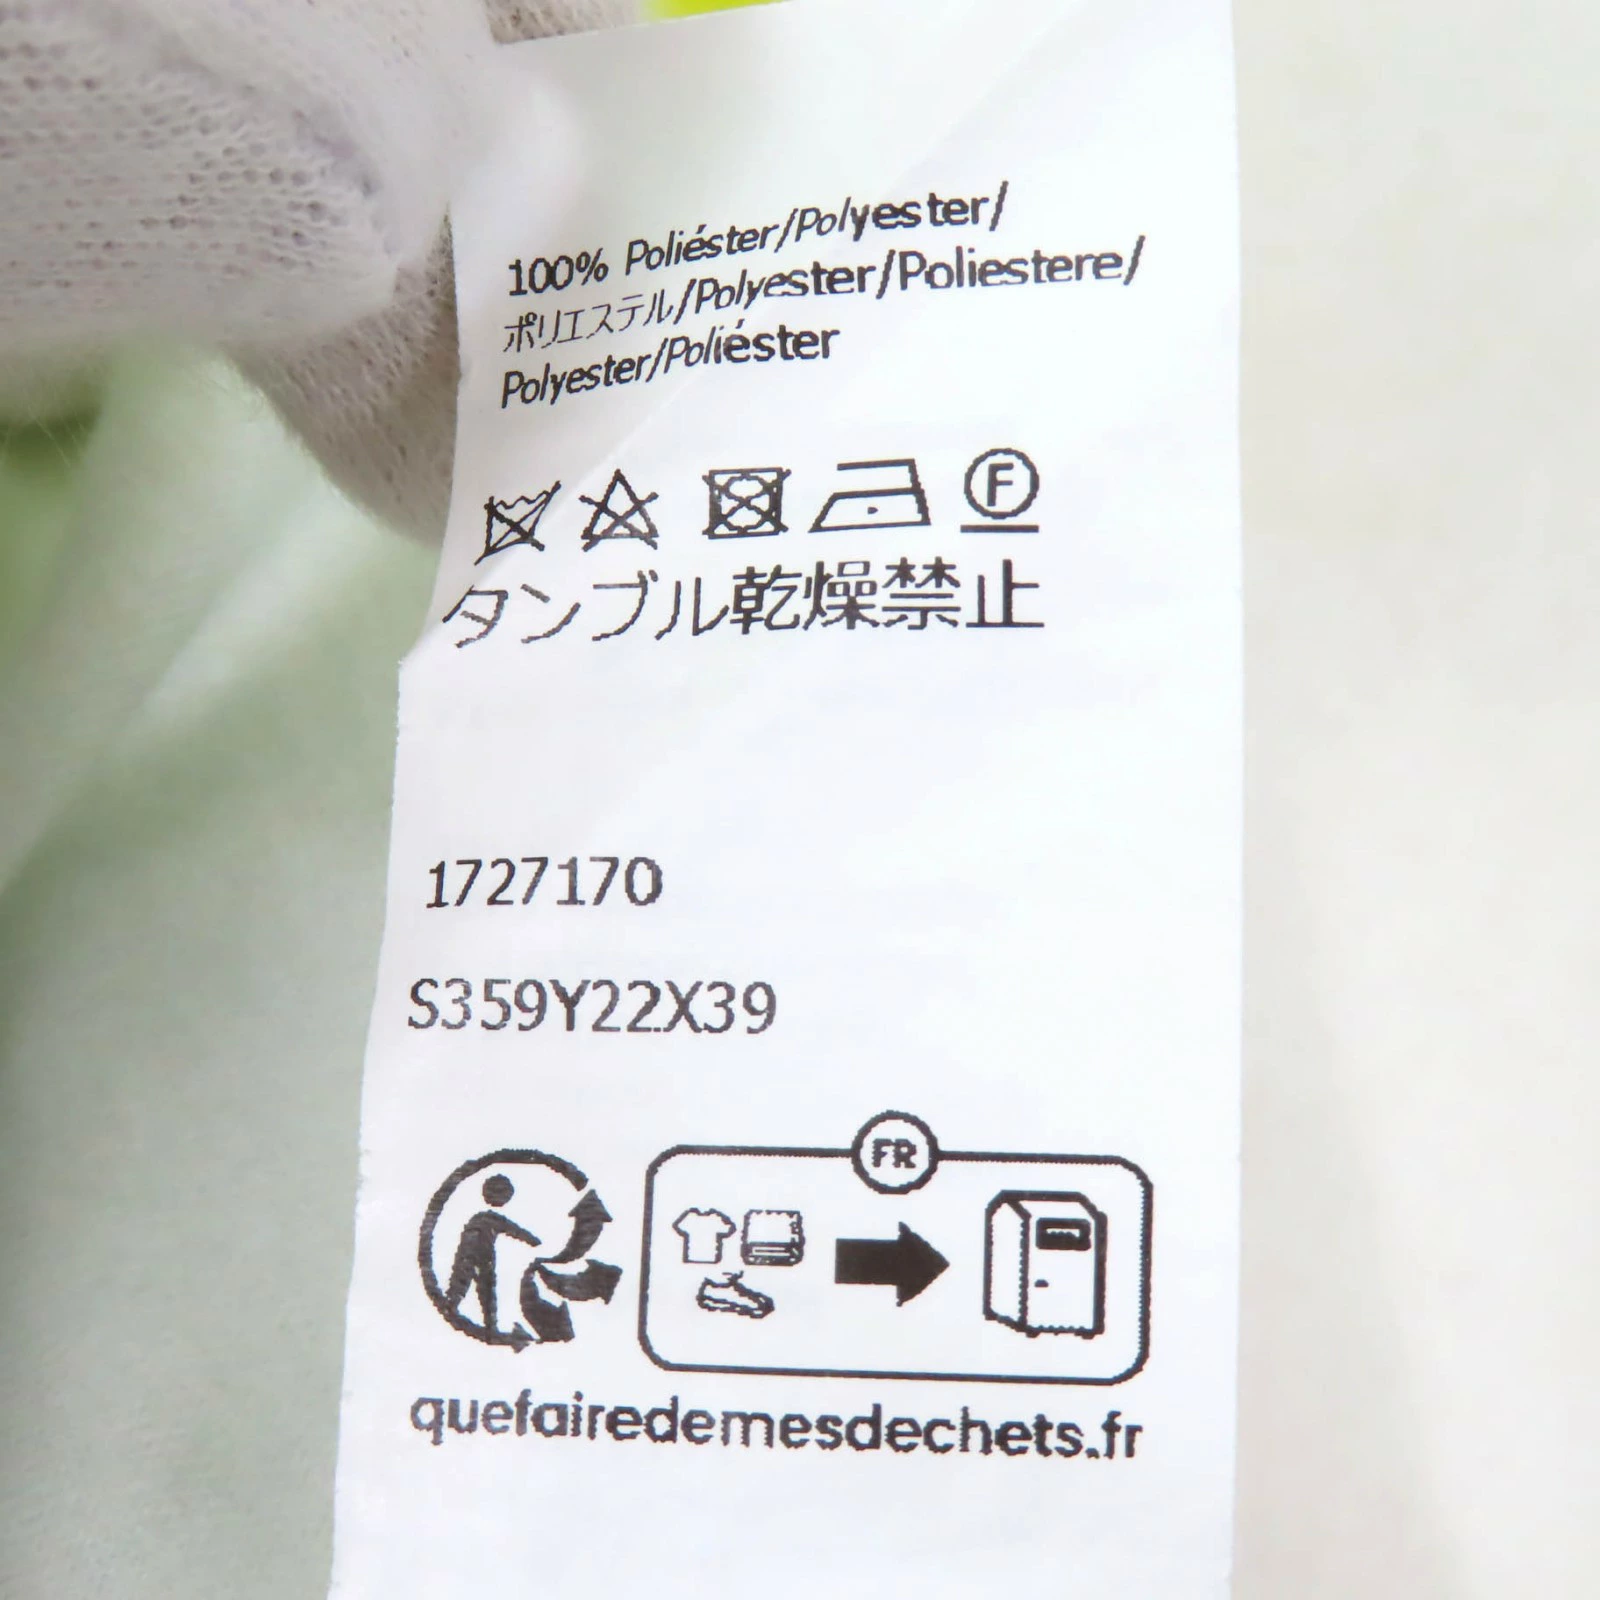 100% Poliéster/Polyester/
ポリエステル/Polyester/Poliestere/
Polyester/Poliéster
F
タンブル乾燥禁止
1727170
S359Y22X39
FR
quefairedemesdechets.fr